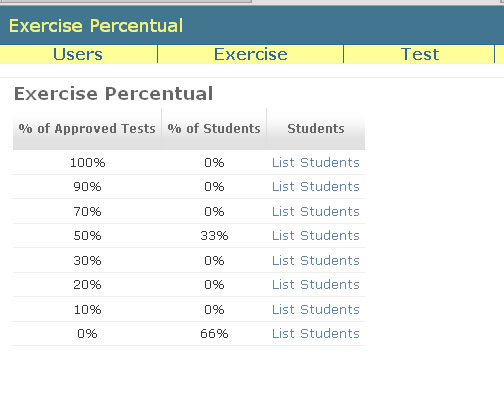 Exercise Percentual
Users Exercise Test
Exercise Percentual
% of Approved Tests % of Students Students
100% 0% List Students
90% 0% List Students
70% 0% List Students
50% 33% List Students
30% 0% List Students
20% 0% List Students
10% 0% List Students
0% 66% List Students